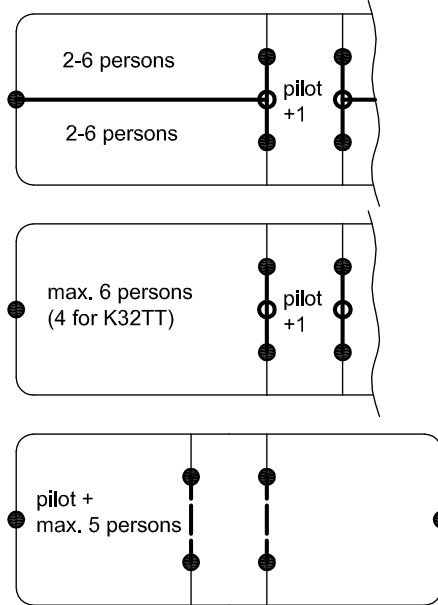 2-6 persons
pilot
+1
2-6 persons
max. 6 persons
(4 for K32TT)
pilot
+1
pilot +
max. 5 persons